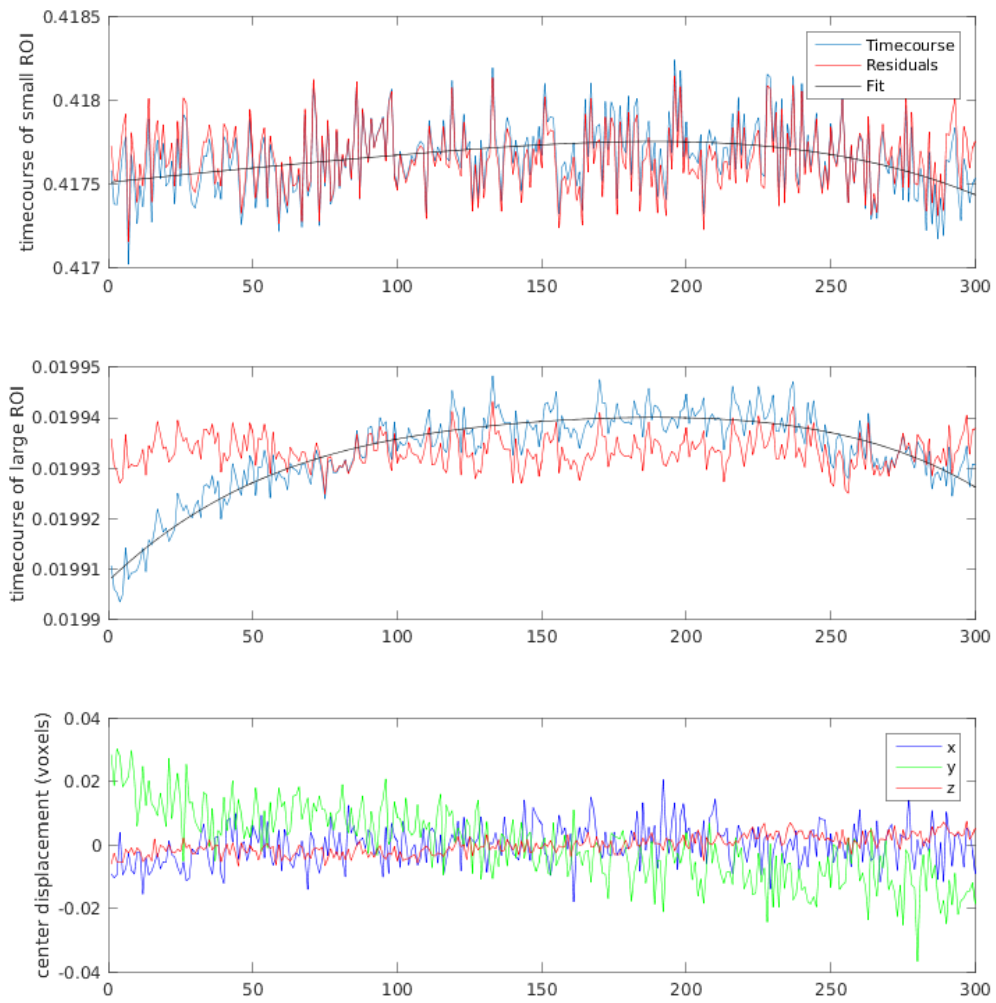 0.4185
0.418
0.4175
0.417
timecourse of small ROI
Timecourse
Residuals
Fit
0 50 100 150 200 250 300
0.01995
0.01994
0.01993
0.01992
0.01991
0.0199
timecourse of large ROI
0 50 100 150 200 250 300
0.04
0.02
0
-0.02
-0.04
center displacement (voxels)
x
y
z
0 50 100 150 200 250 300